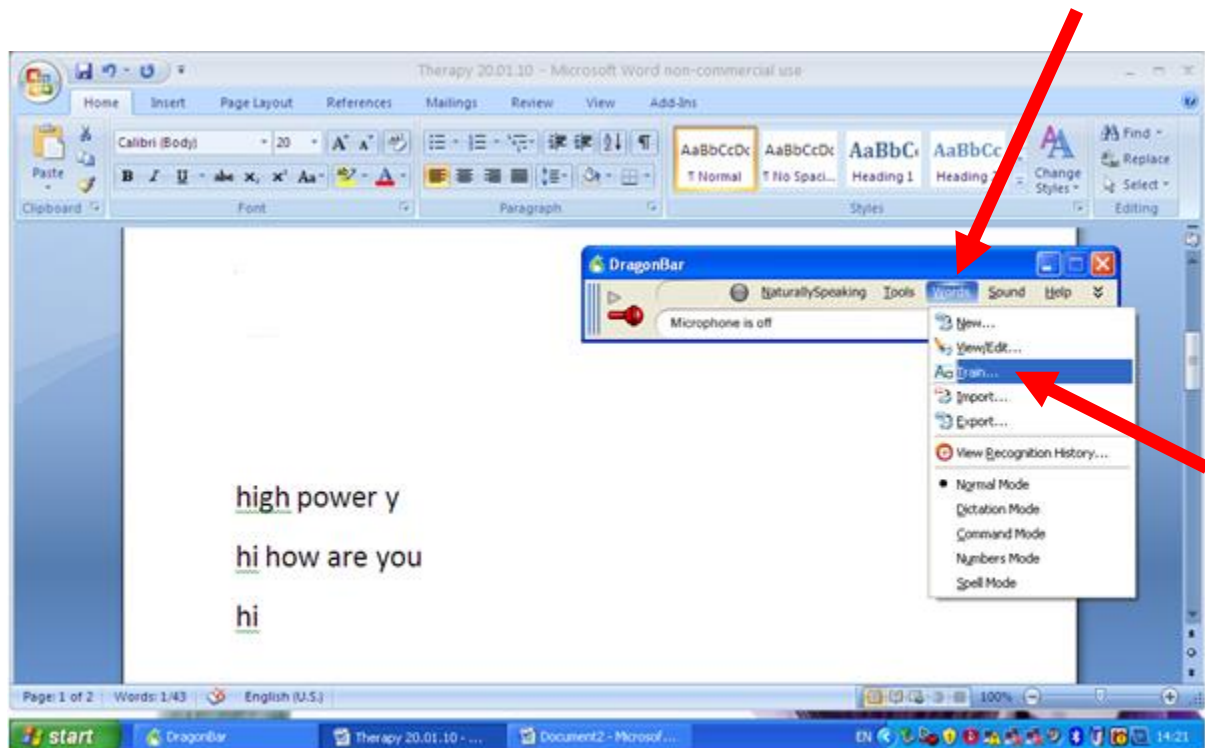 Therapy 20.01.10 - Microsoft Word non-commercial use
Home Insert Page Layout References Mailings Review View Add-Ins
Calibri (Body) 20 A A Find
Paste B I U abe x, x² Aa A AaBbCcDc AaBbCcDc AaBbC AaBbCc Replace
¶ Normal ¶ No Spaci... Heading 1 Heading Change Styles Select
Clipboard Font Paragraph Styles Editing
DragonBar
NaturallySpeaking Tools Words Sound Help
Microphone is off
New...
View/Edit...
Train...
Import...
Export...
View Recognition History...
Normal Mode
Dictation Mode
Command Mode
Numbers Mode
Spell Mode
high power y
hi how are you
hi
Page: 1 of 2 Words: 1/43 English (U.S.) 100%
start DragonBar Therapy 20.01.10 - .... Document2 - Microsof... EN 14:21